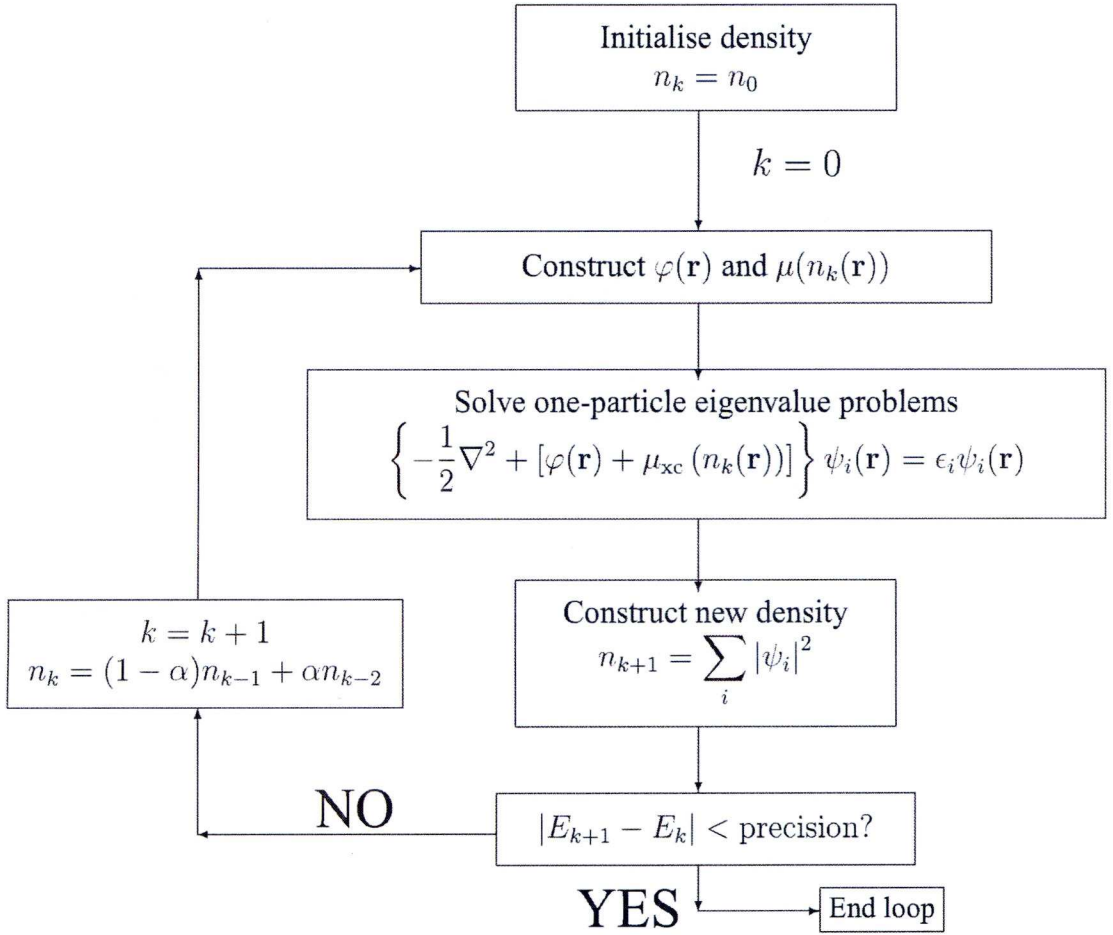 Initialise density
n_k = n_0
k = 0
Construct φ(r) and μ(n_k(r))
Solve one-particle eigenvalue problems
{−1/2 ∇² + [φ(r) + μ_xc (n_k(r))]} ψ_i(r) = ϵ_i ψ_i(r)
Construct new density
n_{k+1} = ∑_i |ψ_i|²
k = k + 1
n_k = (1 − α)n_{k−1} + αn_{k−2}
NO
|E_{k+1} − E_k| < precision?
YES
End loop